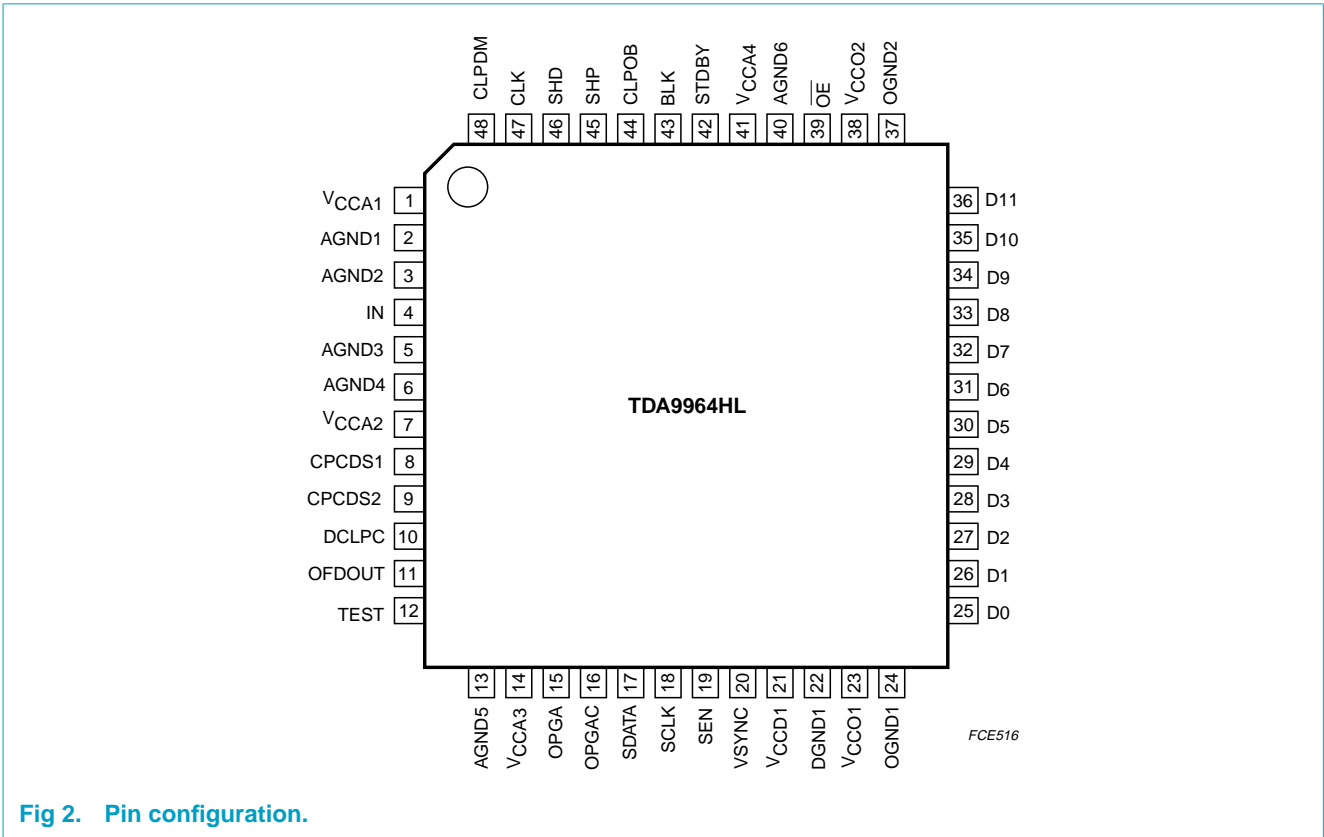 CLPDM
CLK
SHD
SHP
CLPOB
BLK
STDBY
VCCA4
AGND6
OE
VCCO2
OGND2
48
47
46
45
44
43
42
41
40
39
38
37
VCCA1 1
AGND1 2
AGND2 3
IN 4
AGND3 5
AGND4 6
VCCA2 7
CPCDS1 8
CPCDS2 9
DCLPC 10
OFDOUT 11
TEST 12
TDA9964HL
36 D11
35 D10
34 D9
33 D8
32 D7
31 D6
30 D5
29 D4
28 D3
27 D2
26 D1
25 D0
13
14
15
16
17
18
19
20
21
22
23
24
AGND5
VCCA3
OPGA
OPGAC
SDATA
SCLK
SEN
VSYNC
VCCD1
DGND1
VCCO1
OGND1
FCE516
Fig 2. Pin configuration.